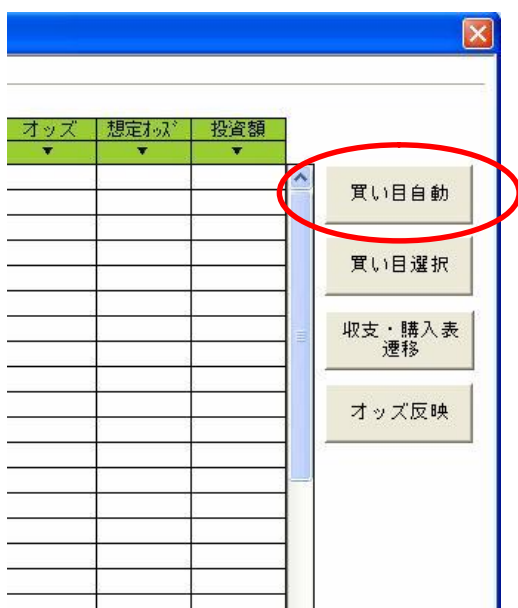 オッズ 想定ｵｯｽﾞ 投資額
▼ ▼ ▼
買い目自動
買い目選択
収支・購入表
遷移
オッズ反映